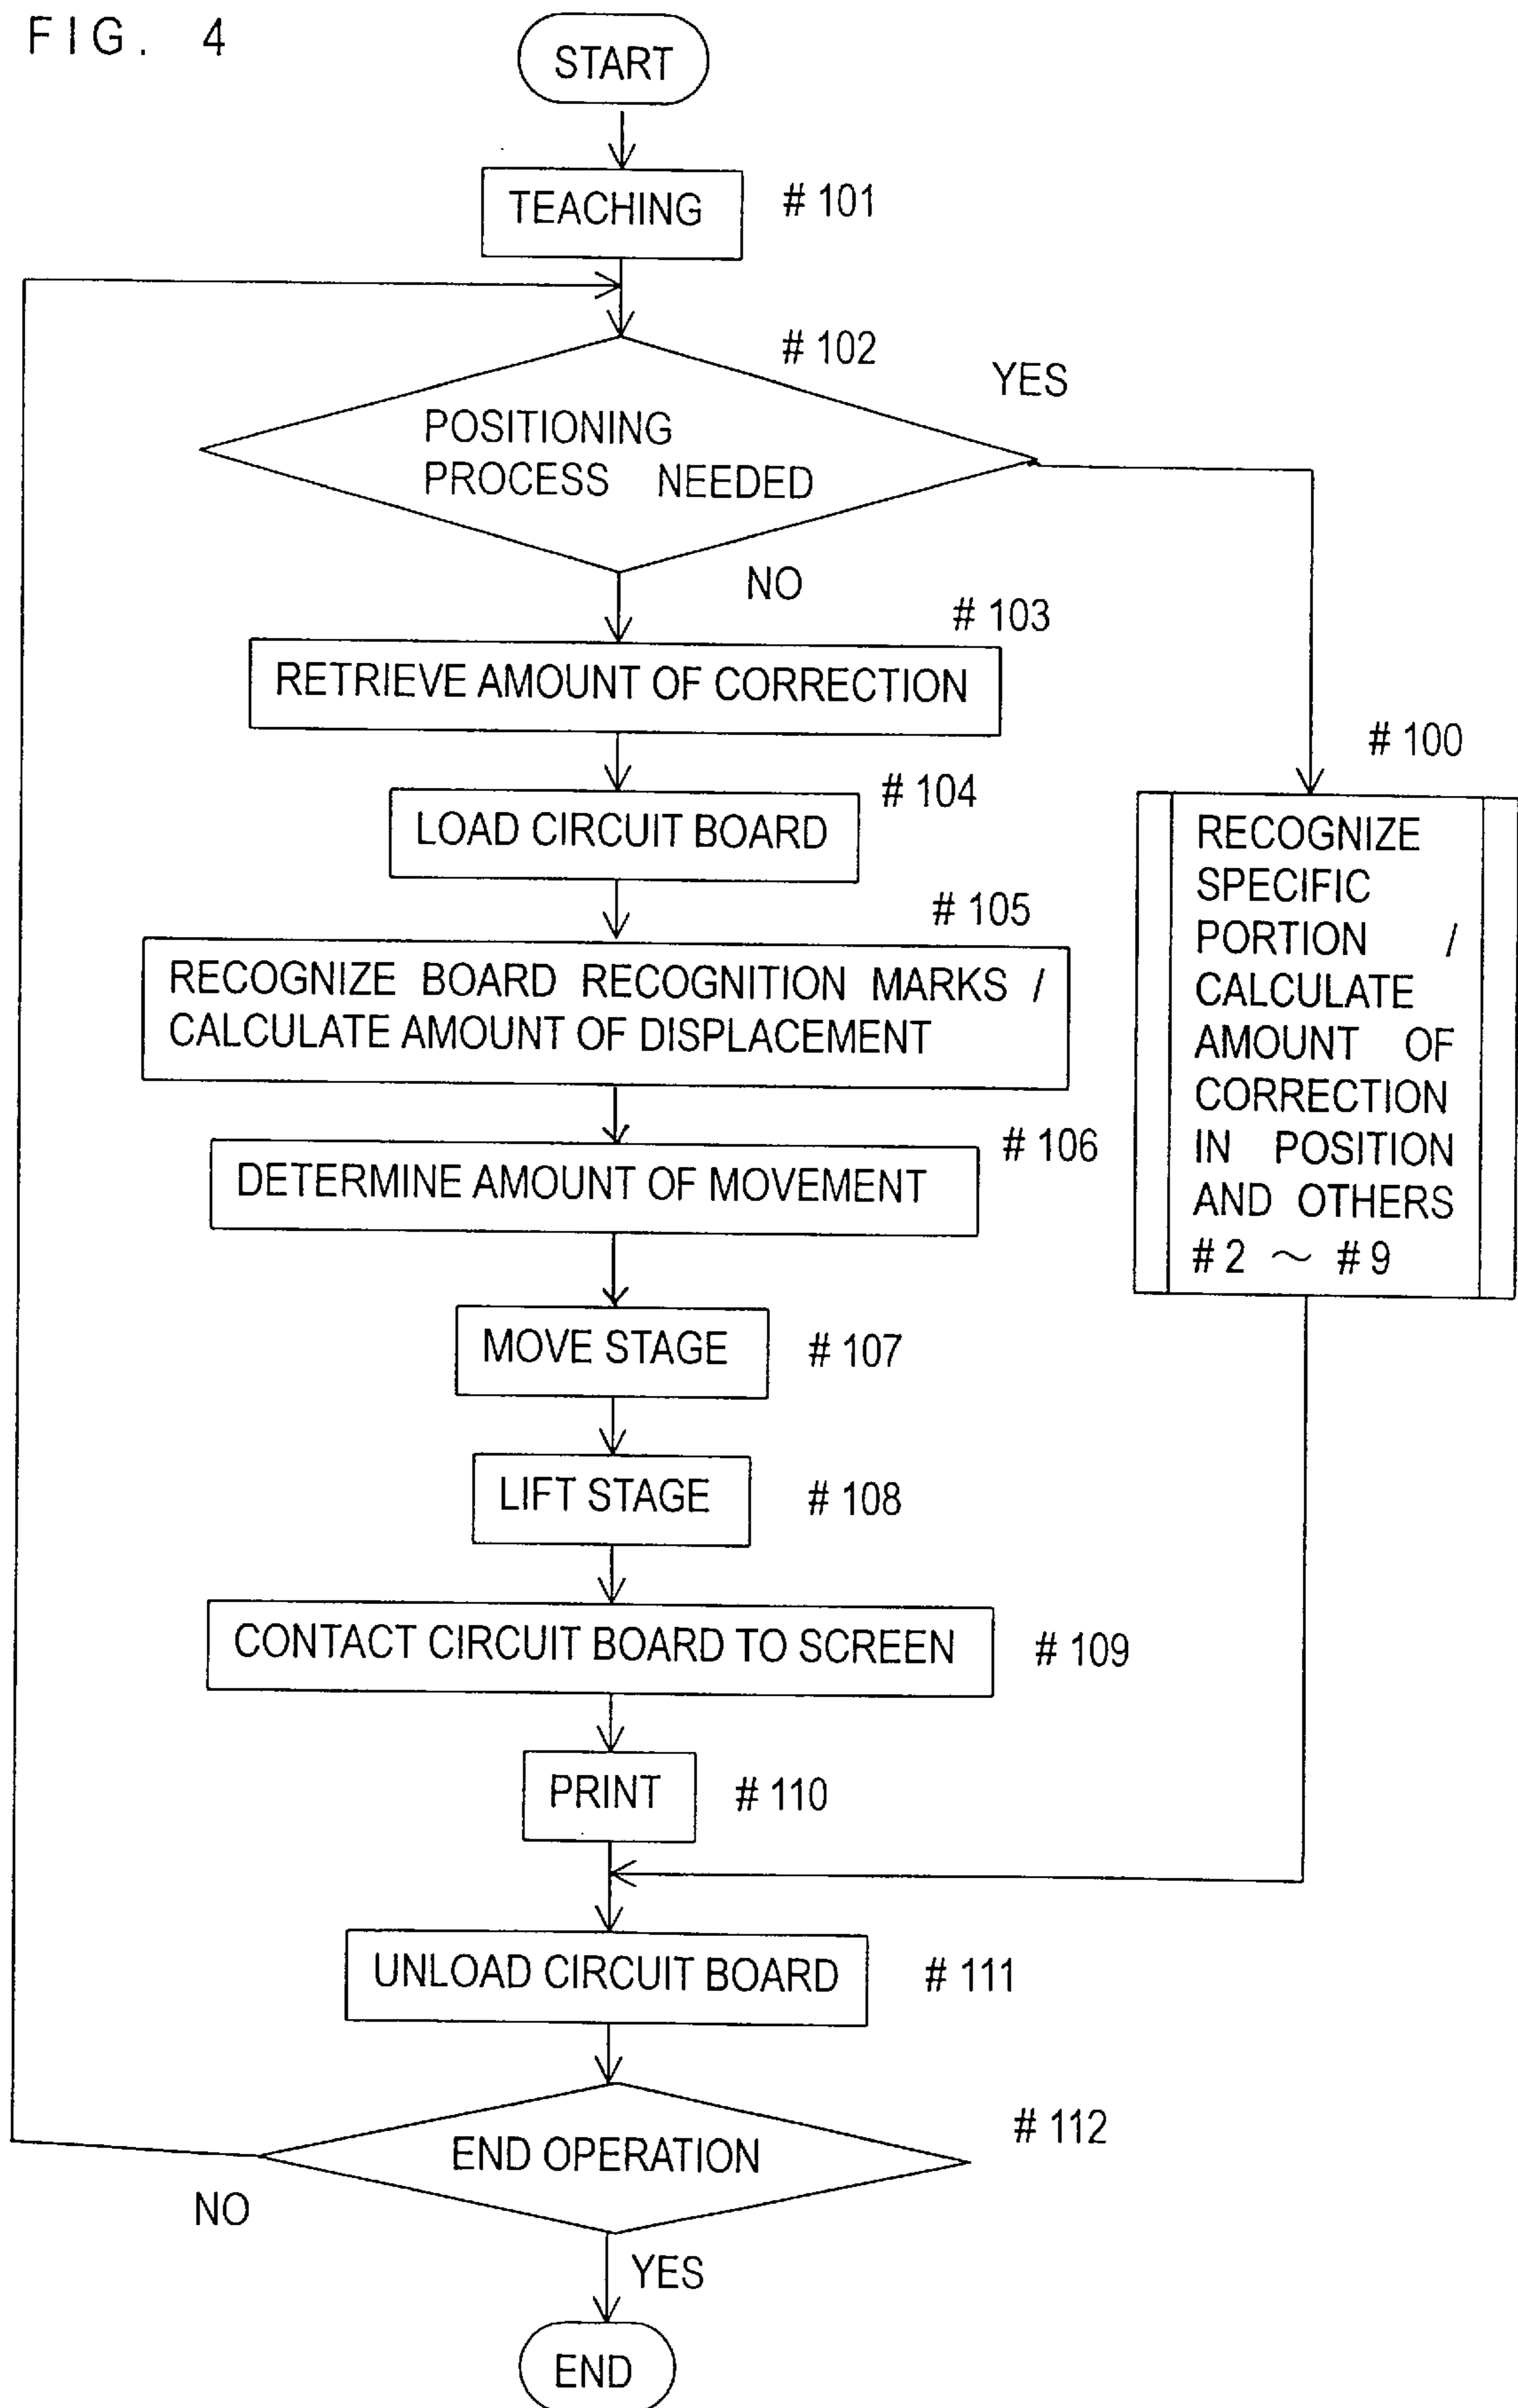 FIG. 4
START
TEACHING
# 101
# 102
YES
POSITIONING
PROCESS NEEDED
NO
# 103
RETRIEVE AMOUNT OF CORRECTION
# 104
LOAD CIRCUIT BOARD
# 105
RECOGNIZE BOARD RECOGNITION MARKS /
CALCULATE AMOUNT OF DISPLACEMENT
# 106
DETERMINE AMOUNT OF MOVEMENT
# 100
RECOGNIZE
SPECIFIC
PORTION /
CALCULATE
AMOUNT OF
CORRECTION
IN POSITION
AND OTHERS
# 2 ～ # 9
MOVE STAGE
# 107
LIFT STAGE
# 108
CONTACT CIRCUIT BOARD TO SCREEN
# 109
PRINT
# 110
UNLOAD CIRCUIT BOARD
# 111
# 112
END OPERATION
NO
YES
END